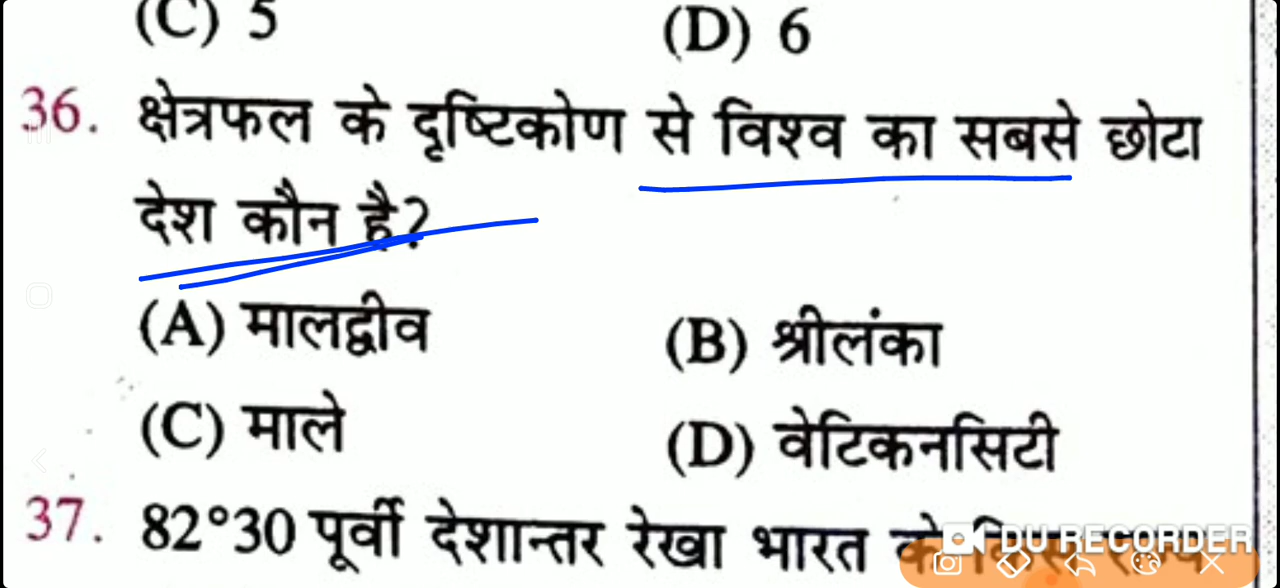 (C) 5 (D) 6
36. क्षेत्रफल के दृष्टिकोण से विश्व का सबसे छोटा
देश कौन है?
(A) मालद्वीव (B) श्रीलंका
(C) माले (D) वेटिकनसिटी
37. 82°30 पूर्वी देशान्तर रेखा भारत के
DU RECORDER